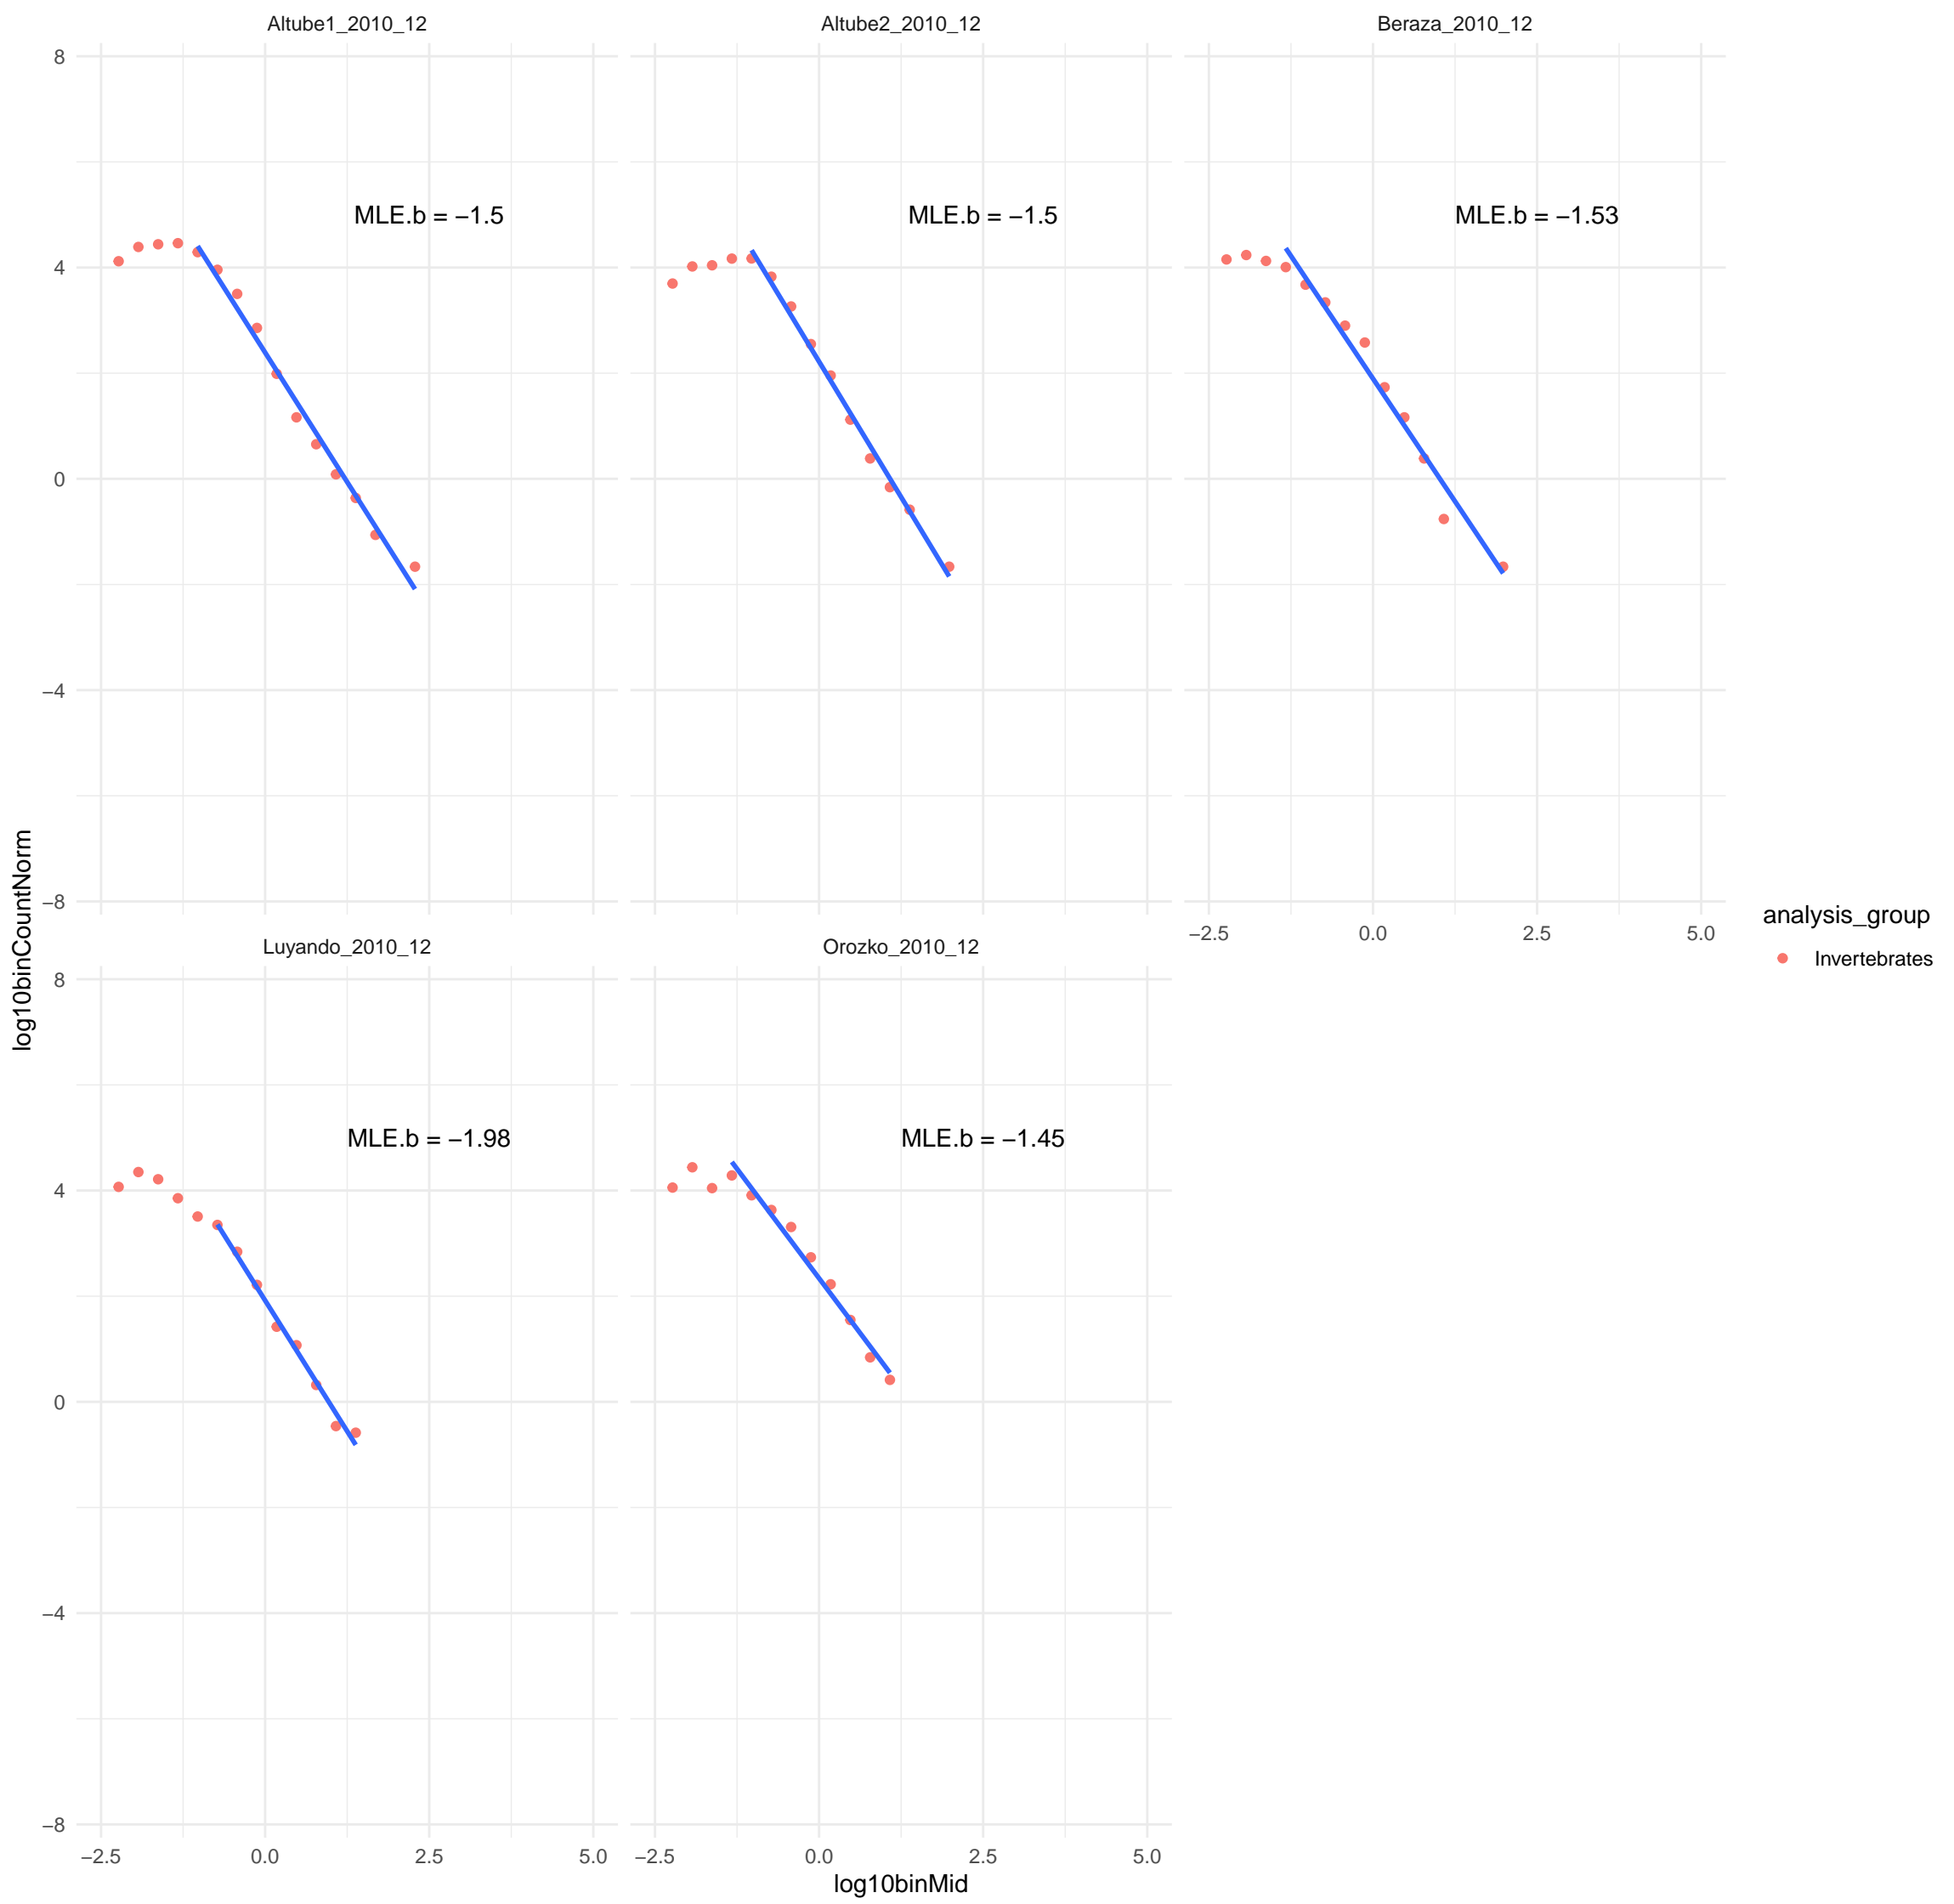 Altube1_2010_12 Altube2_2010_12 Beraza_2010_12
8
MLE.b = −1.5 MLE.b = −1.5 MLE.b = −1.53
4
0
−4
−8
−2.5 0.0 2.5 5.0
log10binCountNorm
analysis_group
Invertebrates
Luyando_2010_12 Orozko_2010_12
8
MLE.b = −1.98 MLE.b = −1.45
4
0
−4
−8
−2.5 0.0 2.5 5.0 −2.5 0.0 2.5 5.0
log10binMid